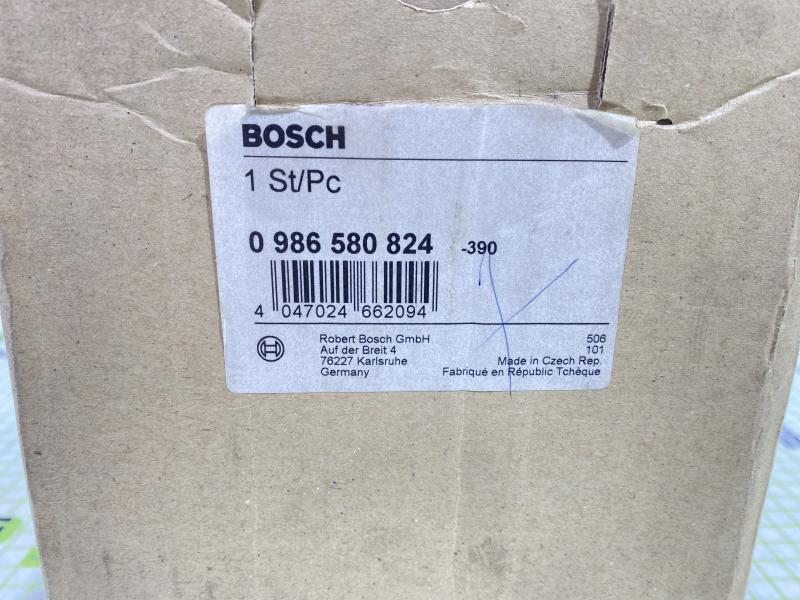 BOSCH
1 St/Pc
0 986 580 824 -390
4 047024 662094
Robert Bosch GmbH
Auf der Breit 4
76227 Karlsruhe
Germany
506
101
Made in Czech Rep.
Fabriqué en Républic Tchèque